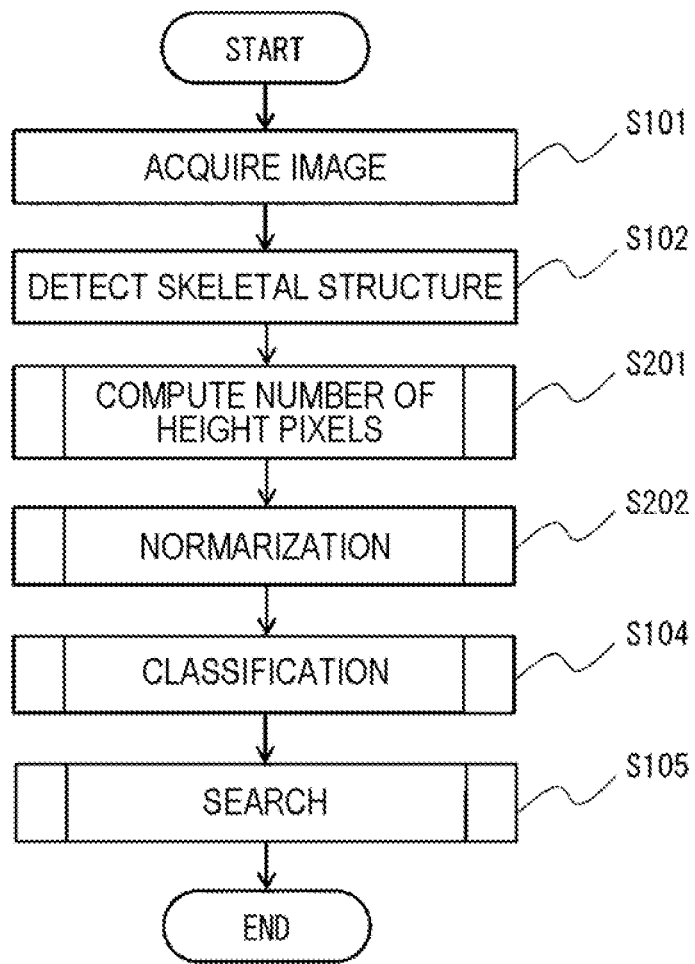 START
ACQUIRE IMAGE
S101
DETECT SKELETAL STRUCTURE
S102
COMPUTE NUMBER OF
HEIGHT PIXELS
S201
NORMARIZATION
S202
CLASSIFICATION
S104
SEARCH
S105
END